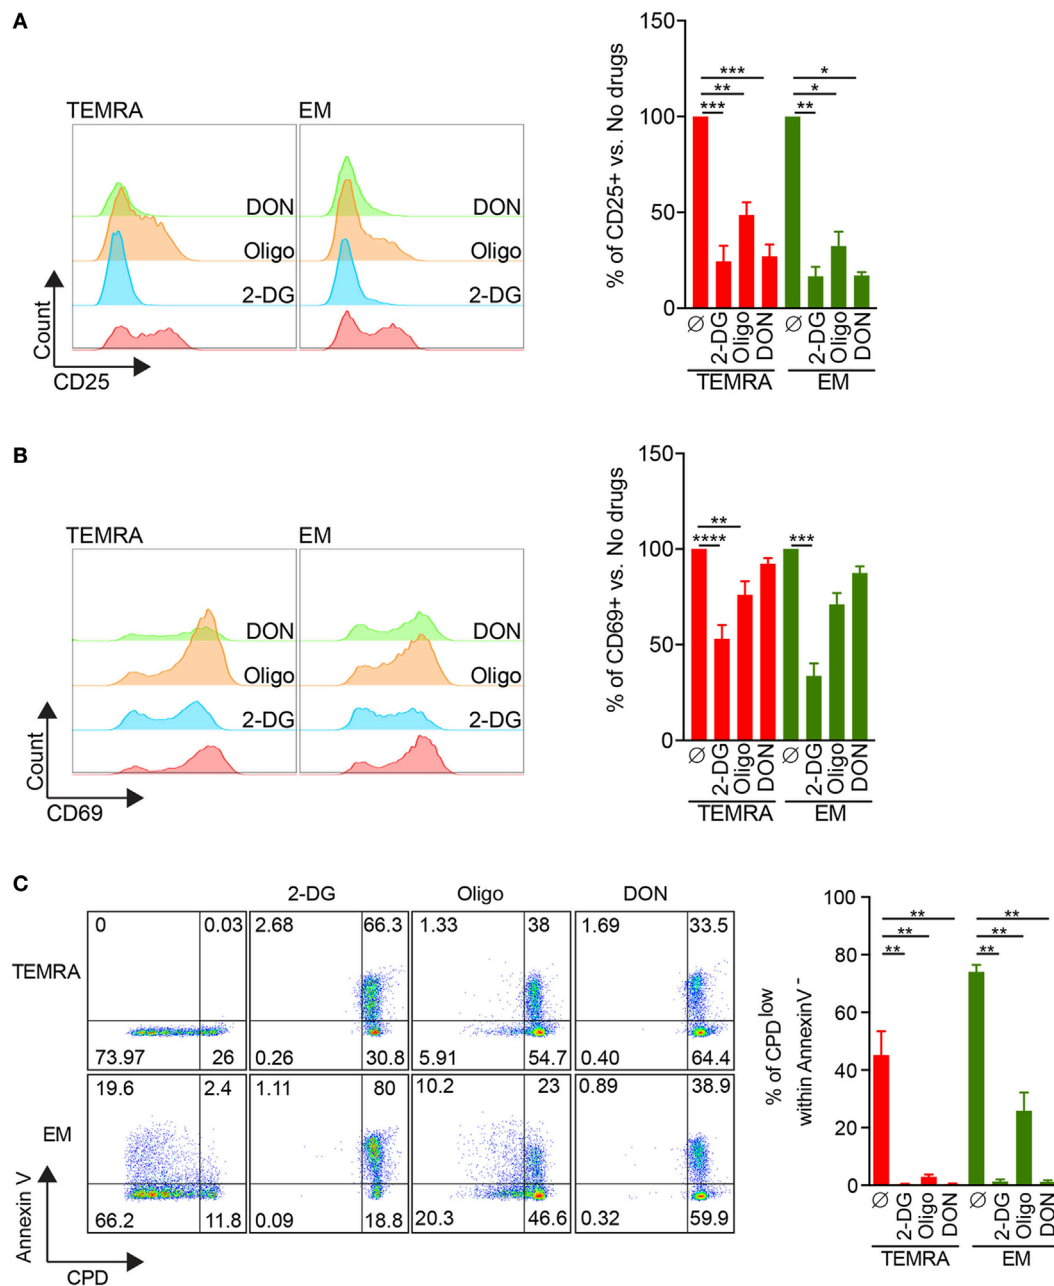 A
TEMRA
EM
DON
Oligo
2-DG
DON
Oligo
2-DG
Count
CD25
% of CD25+ vs. No drugs
150
100
50
0
***
**
***
*
*
**
∅
2-DG
Oligo
DON
∅
2-DG
Oligo
DON
TEMRA
EM
B
TEMRA
EM
DON
Oligo
2-DG
DON
Oligo
2-DG
Count
CD69
% of CD69+ vs. No drugs
150
100
50
0
**
****
***
∅
2-DG
Oligo
DON
∅
2-DG
Oligo
DON
TEMRA
EM
C
2-DG
Oligo
DON
TEMRA
0 0.03
73.97 26
2.68 66.3
0.26 30.8
1.33 38
5.91 54.7
1.69 33.5
0.40 64.4
EM
19.6 2.4
66.2 11.8
1.11 80
0.09 18.8
10.2 23
20.3 46.6
0.89 38.9
0.32 59.9
Annexin V
CPD
% of CPD low
within AnnexinV -
100
80
60
40
20
0
**
**
**
**
**
**
∅
2-DG
Oligo
DON
∅
2-DG
Oligo
DON
TEMRA
EM